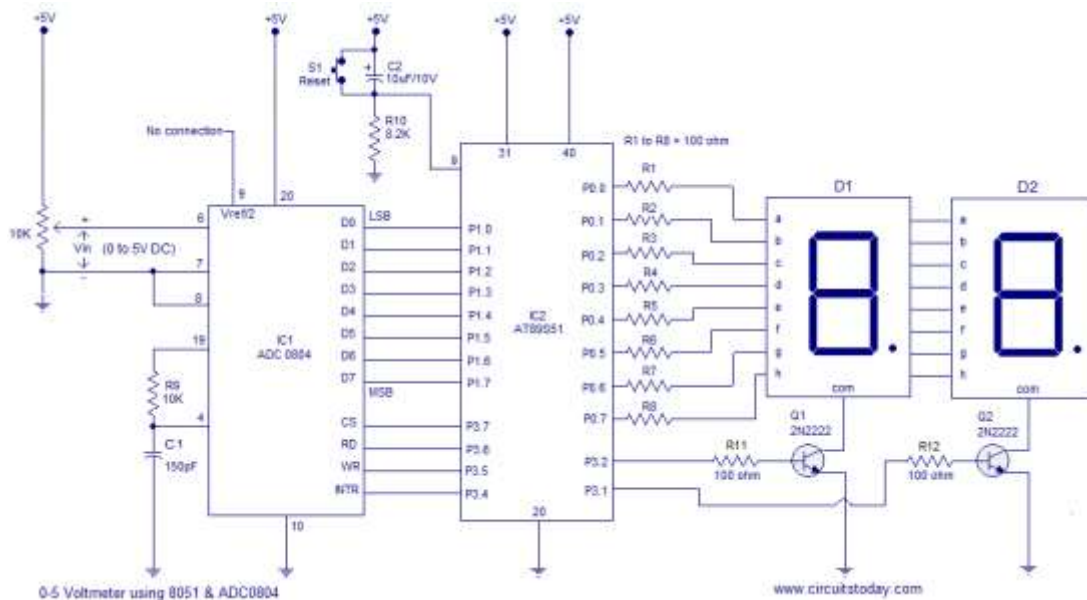 +5V
+5V
+5V
+5V
+5V
S1
Reset
+
C2
10uF/10V
R10
8.2K
No connection
9
20
9
31
40
R1 to R8 = 100 ohm
Vref/2
6
10K
+
Vin
(0 to 5V DC)
-
7
8
19
R9
10K
4
C1
150pF
IC1
ADC 0804
10
D0
D1
D2
D3
D4
D5
D6
D7
CS
RD
WR
INTR
LSB
MSB
P1.0
P1.1
P1.2
P1.3
P1.4
P1.5
P1.6
P1.7
P3.7
P3.6
P3.5
P3.4
IC2
AT89S51
20
P0.0
P0.1
P0.2
P0.3
P0.4
P0.5
P0.6
P0.7
P3.2
P3.1
R1
R2
R3
R4
R5
R6
R7
R8
R11
100 ohm
Q1
2N2222
R12
100 ohm
Q2
2N2222
D1
a
b
c
d
e
f
g
h
com
D2
a
b
c
d
e
f
g
h
com
0-5 Voltmeter using 8051 & ADC0804
www.circuitstoday.com